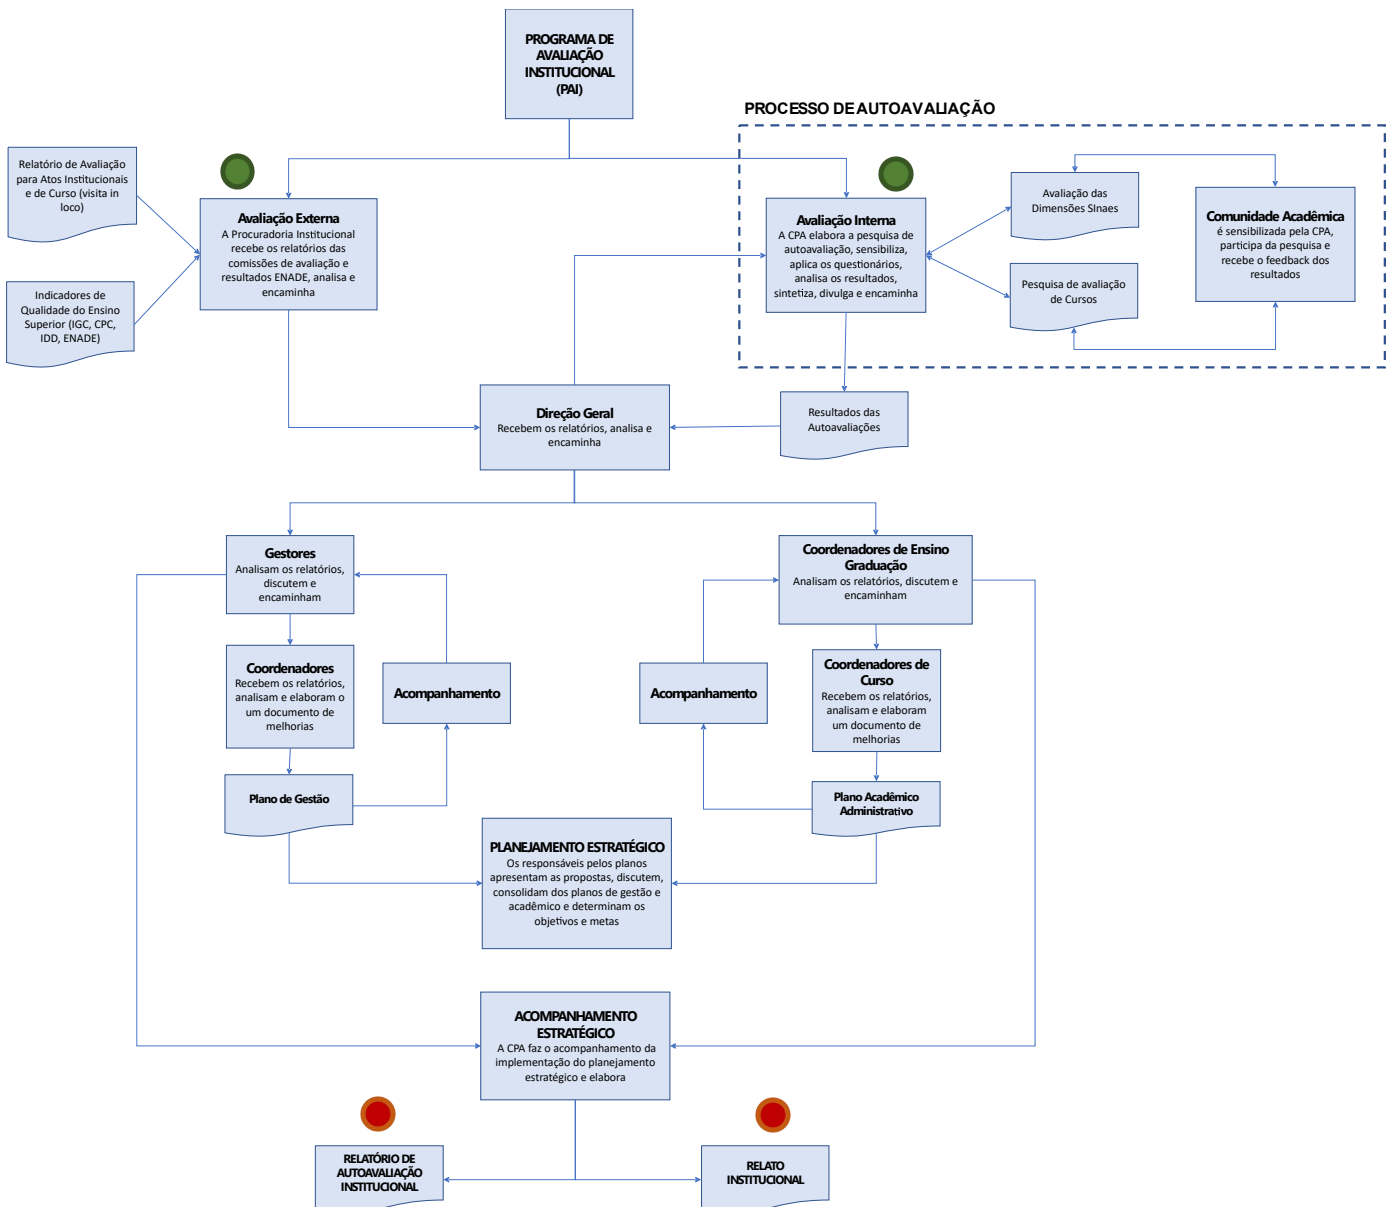 PROGRAMA DE
AVALIAÇÃO
INSTITUCIONAL
(PAI)
PROCESSO DE AUTOAVALIAÇÃO
Relatório de Avaliação
para Atos Institucionais
e de Curso (visita in
loco)
Avaliação Externa
A Procuradoria Institucional
recebe os relatórios das
comissões de avaliação e
resultados ENADE, analisa e
encaminha
Indicadores de
Qualidade do Ensino
Superior (IGC, CPC,
IDD, ENADE)
Avaliação Interna
A CPA elabora a pesquisa de
autoavaliação, sensibiliza,
aplica os questionários,
analisa os resultados,
sintetiza, divulga e encaminha
Avaliação das
Dimensões SInaes
Pesquisa de avaliação
de Cursos
Comunidade Acadêmica
é sensibilizada pela CPA,
participa da pesquisa e
recebe o feedback dos
resultados
Direção Geral
Recebem os relatórios, analisa e
encaminha
Resultados das
Autoavaliações
Gestores
Analisam os relatórios,
discutem e
encaminham
Coordenadores de Ensino
Graduação
Analisam os relatórios, discutem e
encaminham
Coordenadores
Recebem os relatórios,
analisam e elaboram o
um documento de
melhorias
Acompanhamento
Acompanhamento
Coordenadores de
Curso
Recebem os relatórios,
analisam e elaboram
um documento de
melhorias
Plano de Gestão
Plano Acadêmico
Administrativo
PLANEJAMENTO ESTRATÉGICO
Os responsáveis pelos planos
apresentam as propostas, discutem,
consolidam dos planos de gestão e
acadêmico e determinam os
objetivos e metas
ACOMPANHAMENTO
ESTRATÉGICO
A CPA faz o acompanhamento da
implementação do planejamento
estratégico e elabora
RELATÓRIO DE
AUTOAVALIAÇÃO
INSTITUCIONAL
RELATO
INSTITUCIONAL